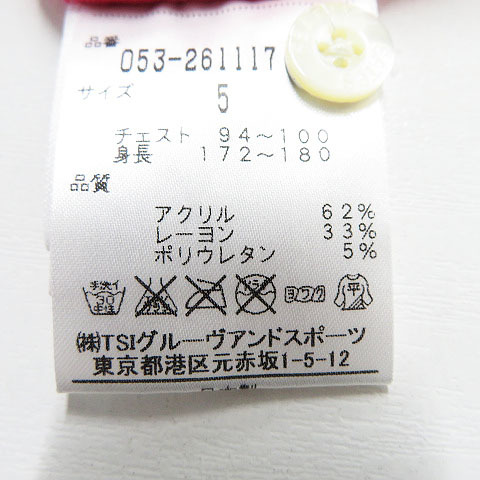 品番
053-261117
サイズ
5
チェスト 94～100
身長 172～180
品質
アクリル 62%
レーヨン 33%
ポリウレタン 5%
手洗イ
30
中性
ヨワク
平
㈱TSIグルーヴアンドスポーツ
東京都港区元赤坂1-5-12